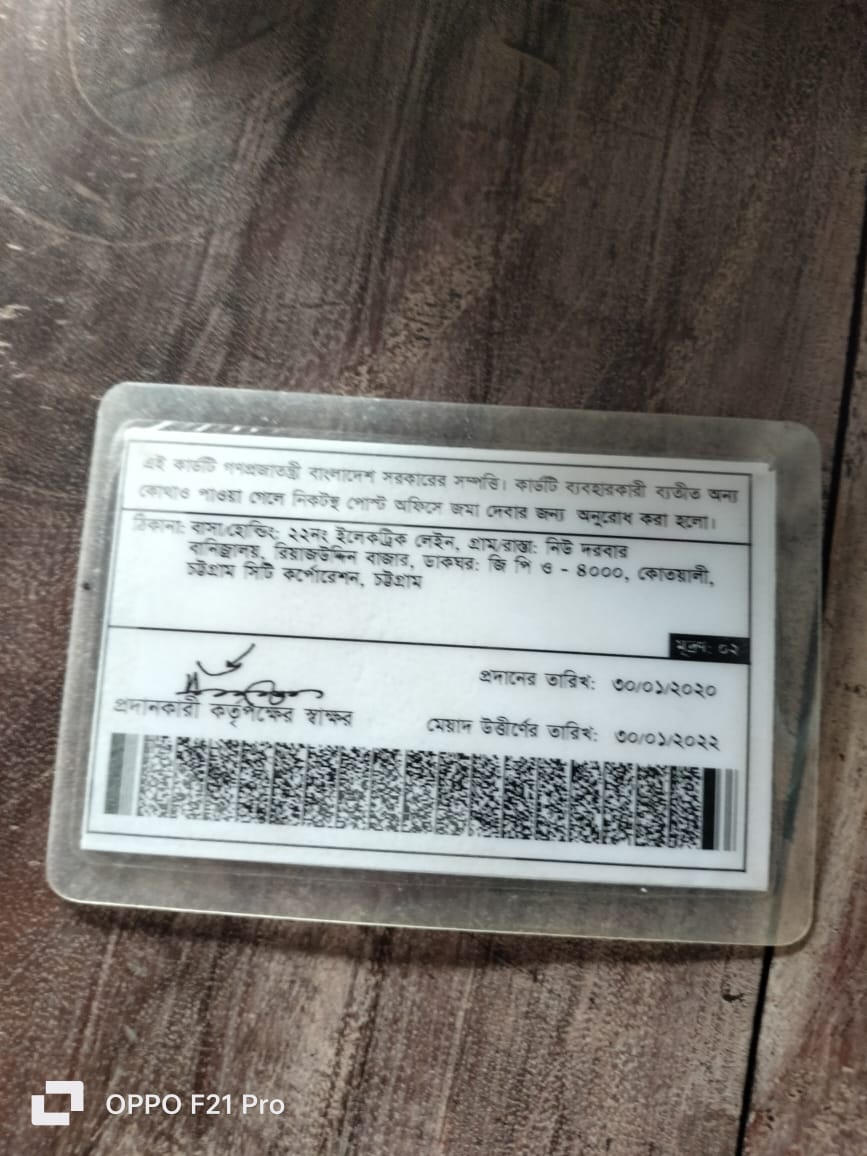 এই কার্ডটি গণপ্রজাতন্ত্রী বাংলাদেশ সরকারের সম্পত্তি। কার্ডটি ব্যবহারকারী ব্যতীত অন্য
কোথাও পাওয়া গেলে নিকটস্থ পোস্ট অফিসে জমা দেবার জন্য অনুরোধ করা হলো।
ঠিকানা: বাসা/হোল্ডিং: ২২নং ইলেকট্রিক লেইন, গ্রাম/রাস্তা: নিউ দরবার
বানিজ্যালয়, রিয়াজউদ্দিন বাজার, ডাকঘর: জি পি ও - ৪০০০, কোতয়ালী,
চট্টগ্রাম সিটি কর্পোরেশন, চট্টগ্রাম
মুদ্রণ: ০২
প্রদানকারী কর্তৃপক্ষের স্বাক্ষর
প্রদানের তারিখ: ৩০/০১/২০২০
মেয়াদ উত্তীর্ণের তারিখ: ৩০/০১/২০২২
OPPO F21 Pro